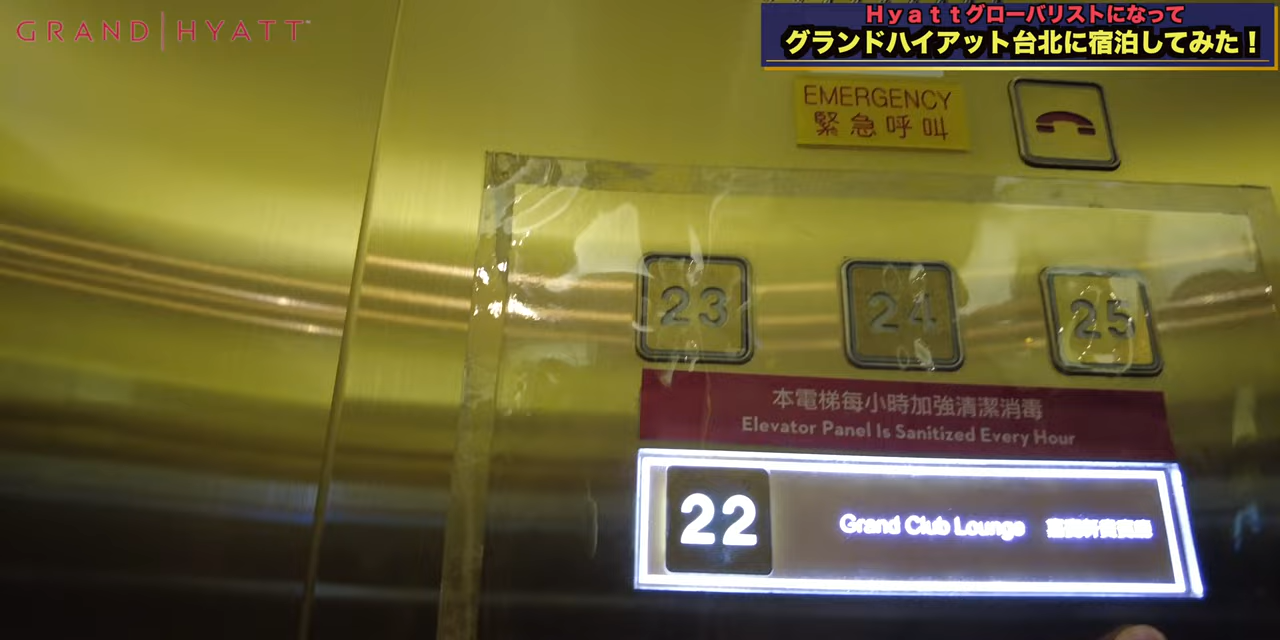 GRAND | HYATT
Hyattグローバリストになって
グランドハイアット台北に宿泊してみた！
EMERGENCY
緊急呼叫
23
24
25
本電梯每小時加強清潔消毒
Elevator Panel Is Sanitized Every Hour
22
Grand Club Lounge